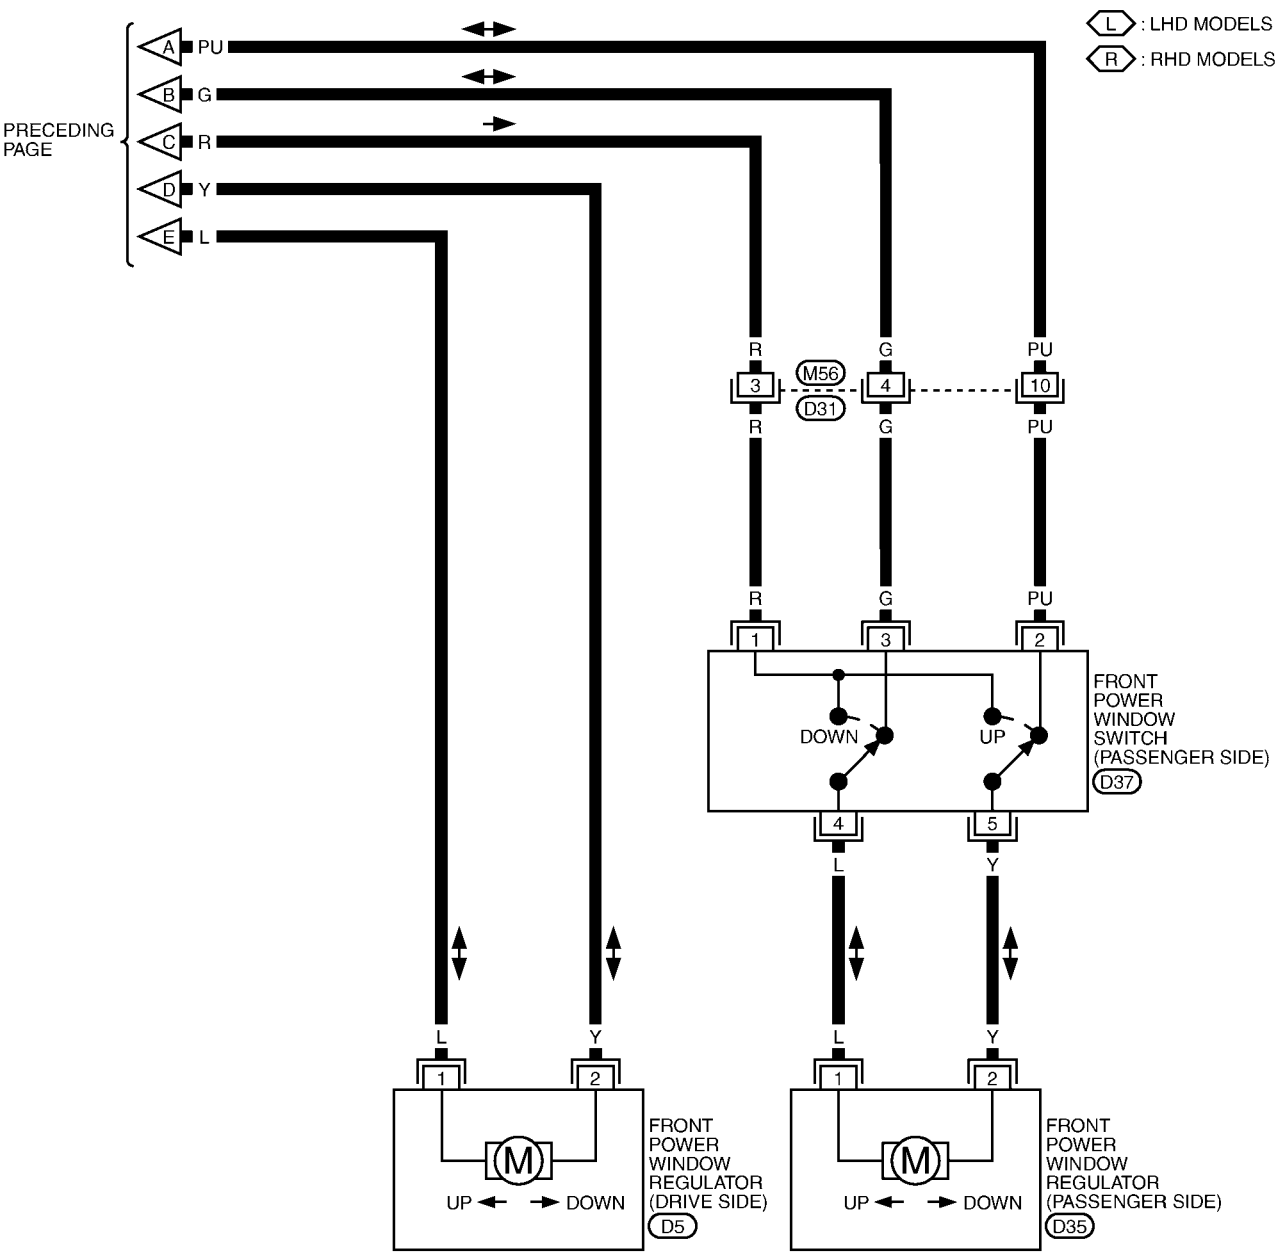 L : LHD MODELS
R : RHD MODELS
PRECEDING
PAGE
A PU
B G
C R
D Y
E L
R G PU
3 M56 4 10
D31
R G PU
R G PU
1 3 2
DOWN UP
FRONT
POWER
WINDOW
SWITCH
(PASSENGER SIDE)
D37
4 5
L Y
L Y L Y
1 2 1 2
M
UP DOWN
FRONT
POWER
WINDOW
REGULATOR
(DRIVE SIDE)
D5
M
UP DOWN
FRONT
POWER
WINDOW
REGULATOR
(PASSENGER SIDE)
D35